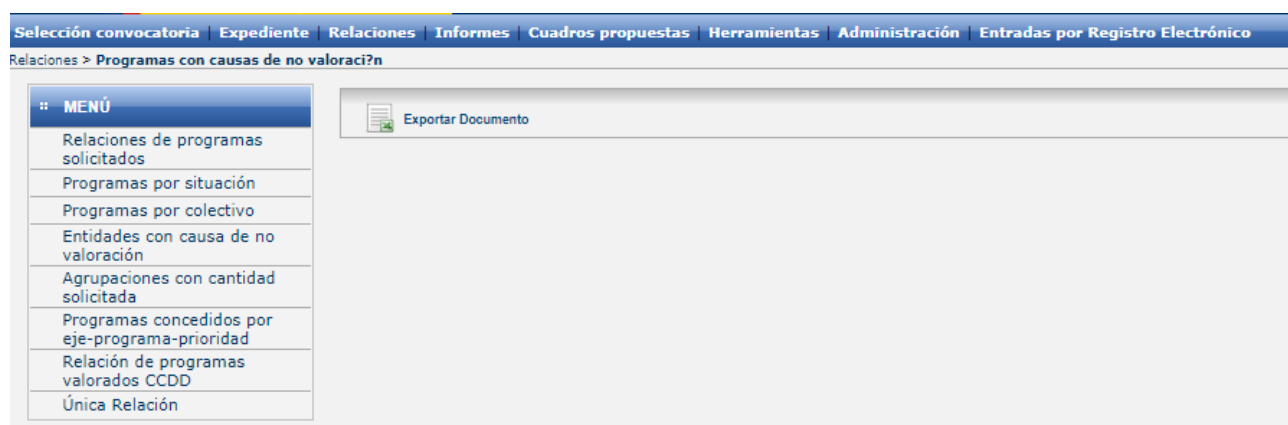 Selección convocatoria | Expediente | Relaciones | Informes | Cuadros propuestas | Herramientas | Administración | Entradas por Registro Electrónico
Relaciones > Programas con causas de no valoraci?n
MENÚ
Exportar Documento
Relaciones de programas
solicitados
Programas por situación
Programas por colectivo
Entidades con causa de no
valoración
Agrupaciones con cantidad
solicitada
Programas concedidos por
eje-programa-prioridad
Relación de programas
valorados CCDD
Única Relación